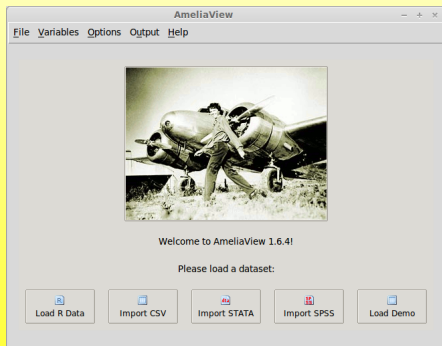 AmeliaView
File Variables Options Output Help
Welcome to AmeliaView 1.6.4!
Please load a dataset:
Load R Data Import CSV Import STATA Import SPSS Load Demo